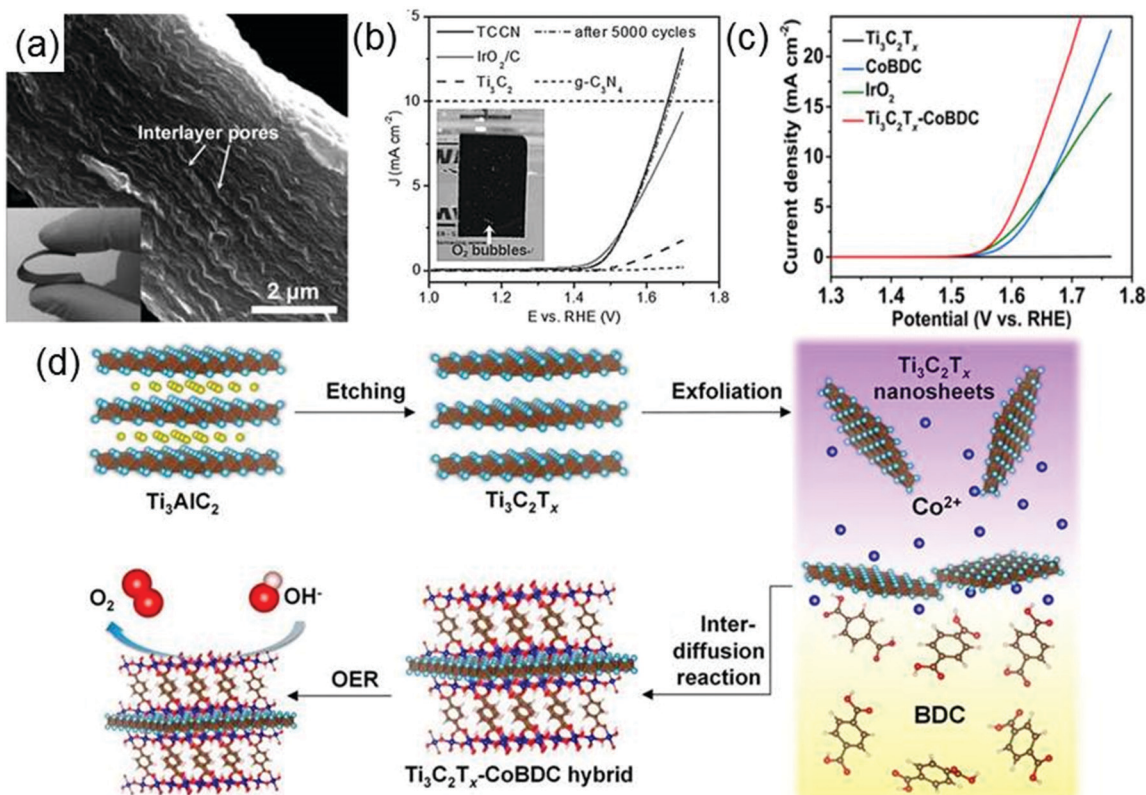 (a)
Interlayer pores
2 μm
(b)
TCCN
after 5000 cycles
IrO₂/C
Ti₃C₂
g-C₃N₄
O₂ bubbles
J (mA cm⁻²)
15
10
5
0
1.0 1.2 1.4 1.6 1.8
E vs. RHE (V)
(c)
Ti₃C₂Tₓ
CoBDC
IrO₂
Ti₃C₂Tₓ-CoBDC
Current density (mA cm⁻²)
20
15
10
5
0
1.3 1.4 1.5 1.6 1.7 1.8
Potential (V vs. RHE)
(d)
Ti₃AlC₂
Etching
Ti₃C₂Tₓ
Exfoliation
Ti₃C₂Tₓ
nanosheets
Co²⁺
BDC
Inter-
diffusion
reaction
Ti₃C₂Tₓ-CoBDC hybrid
OER
O₂
OH⁻